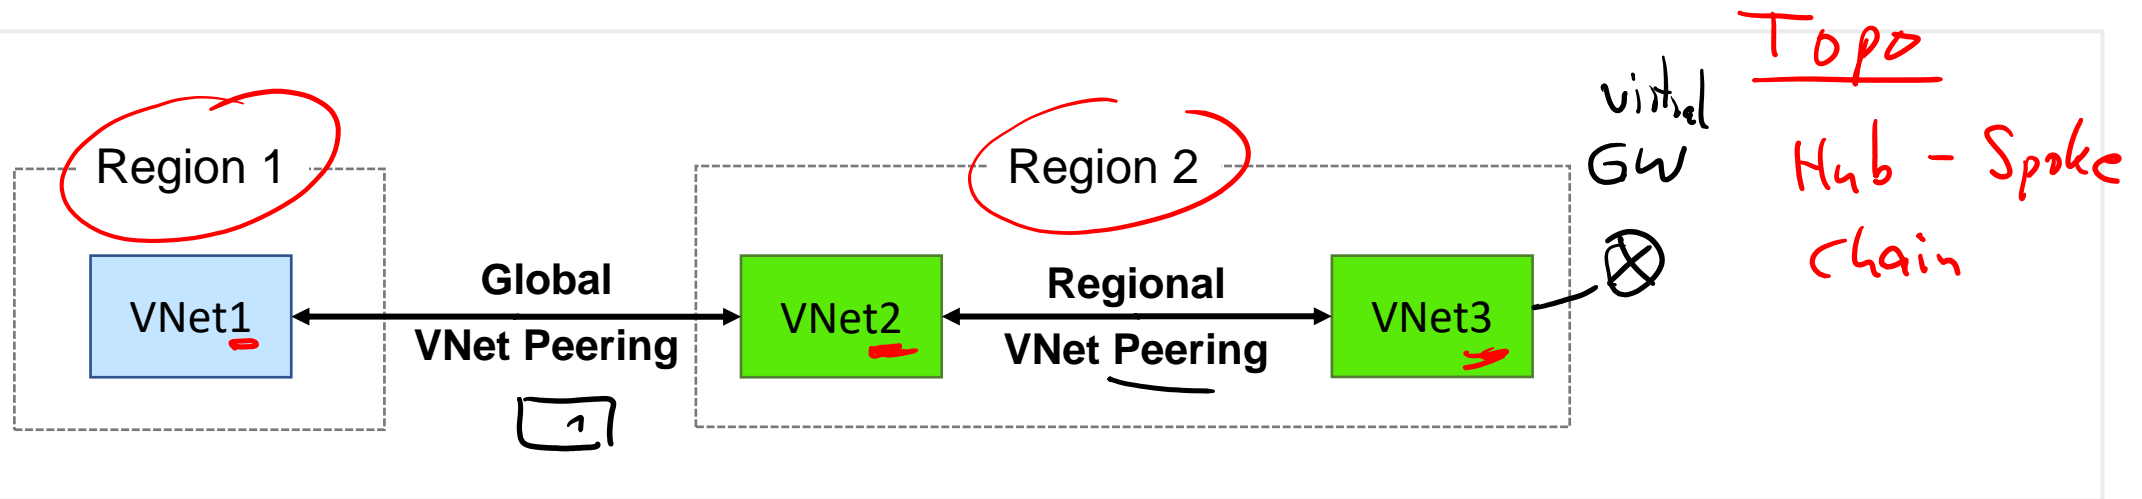 Topo
virtual
GW
Hub - Spoke
chain
Region 1
Region 2
VNet1
Global
VNet Peering
1
VNet2
Regional
VNet Peering
VNet3